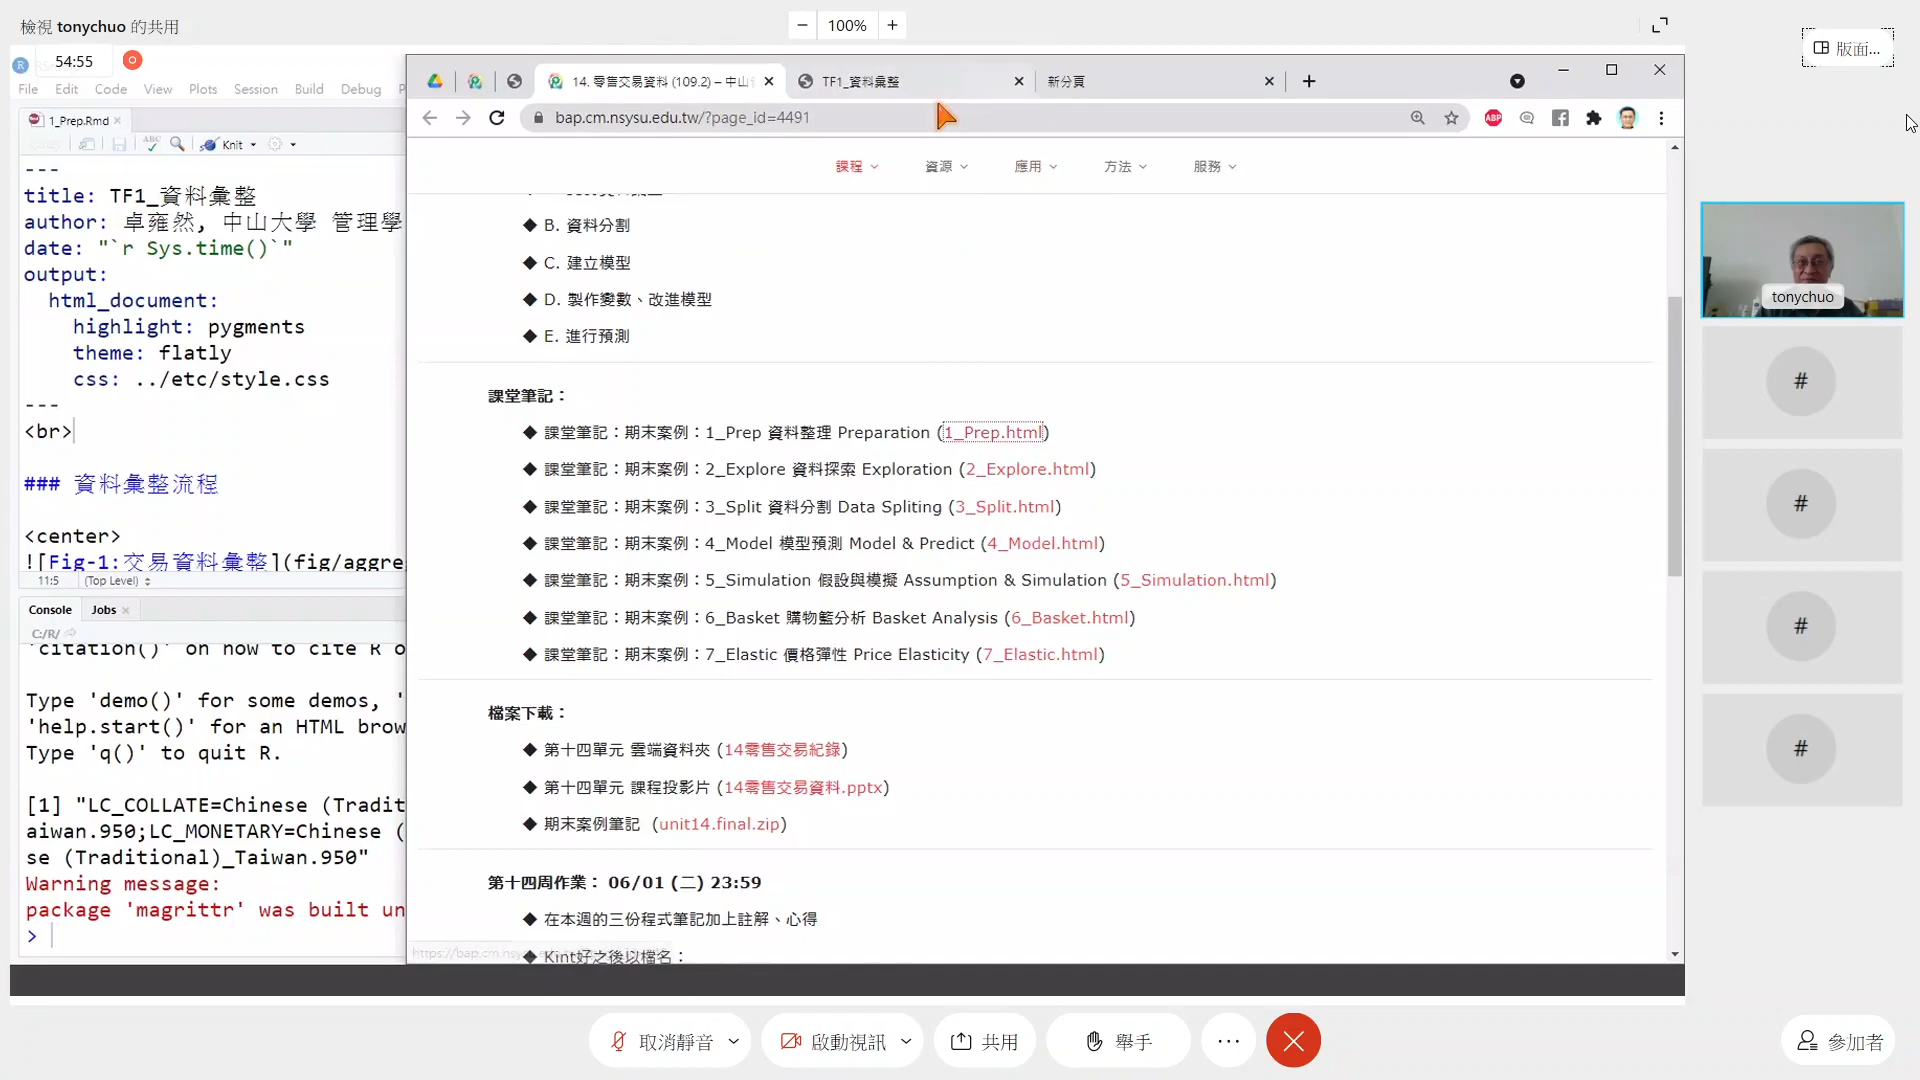 檢視 tonychuo 的共用
100%
版面...
54:55
File Edit Code View Plots Session Build Debug
1_Prep.Rmd
Knit
---
title: TF1_資料彙整
author: 卓雍然, 中山大學 管理學
date: "`r Sys.time()`"
output:
html_document:
highlight: pygments
theme: flatly
css: ../etc/style.css
---
<br>
### 資料彙整流程
<center>
![Fig-1:交易資料彙整](fig/aggre
11:5 (Top Level)
Console Jobs
C:/R/
'citation()' on how to cite R o
Type 'demo()' for some demos, '
'help.start()' for an HTML brow
Type 'q()' to quit R.
[1] "LC_COLLATE=Chinese (Tradit
aiwan.950;LC_MONETARY=Chinese (
se (Traditional)_Taiwan.950"
Warning message:
package 'magrittr' was built un
>
14. 零售交易資料 (109.2) – 中山
TF1_資料彙整
新分頁
bap.cm.nsysu.edu.tw/?page_id=4491
ABP
課程 資源 應用 方法 服務
◆ B. 資料分割
◆ C. 建立模型
◆ D. 製作變數、改進模型
◆ E. 進行預測
課堂筆記：
◆ 課堂筆記：期末案例：1_Prep 資料整理 Preparation (1_Prep.html)
◆ 課堂筆記：期末案例：2_Explore 資料探索 Exploration (2_Explore.html)
◆ 課堂筆記：期末案例：3_Split 資料分割 Data Spliting (3_Split.html)
◆ 課堂筆記：期末案例：4_Model 模型預測 Model & Predict (4_Model.html)
◆ 課堂筆記：期末案例：5_Simulation 假設與模擬 Assumption & Simulation (5_Simulation.html)
◆ 課堂筆記：期末案例：6_Basket 購物籃分析 Basket Analysis (6_Basket.html)
◆ 課堂筆記：期末案例：7_Elastic 價格彈性 Price Elasticity (7_Elastic.html)
檔案下載：
◆ 第十四單元 雲端資料夾 (14零售交易紀錄)
◆ 第十四單元 課程投影片 (14零售交易資料.pptx)
◆ 期末案例筆記 (unit14.final.zip)
第十四周作業： 06/01 (二) 23:59
◆ 在本週的三份程式筆記加上註解、心得
◆ Kint好之後以檔名：
https://bap.cm.nsy
tonychuo
#
#
#
#
取消靜音
啟動視訊
共用
舉手
參加者